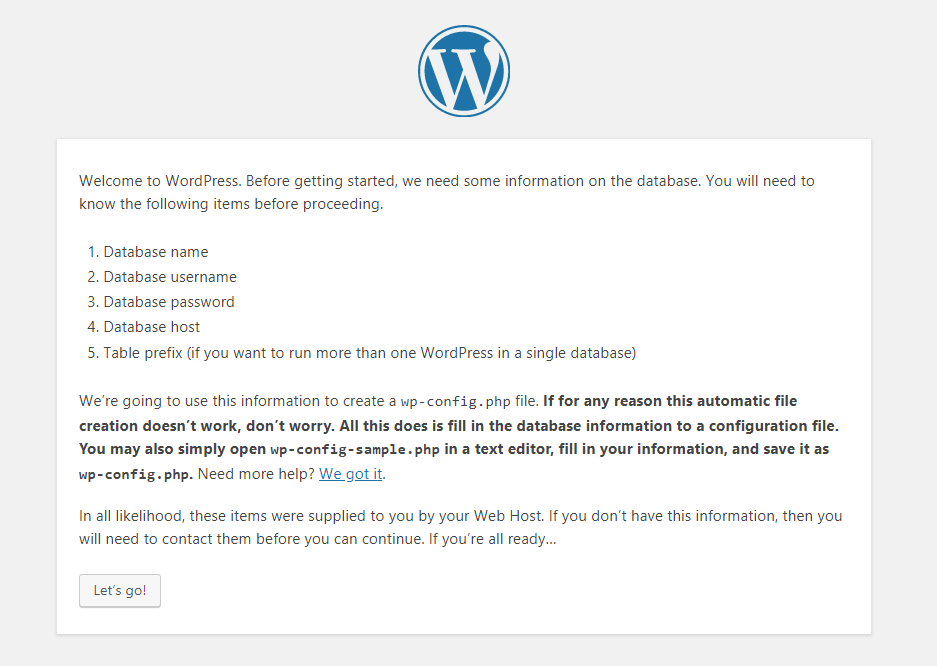 Welcome to WordPress. Before getting started, we need some information on the database. You will need to
know the following items before proceeding.
1. Database name
2. Database username
3. Database password
4. Database host
5. Table prefix (if you want to run more than one WordPress in a single database)
We’re going to use this information to create a wp-config.php file. If for any reason this automatic file
creation doesn’t work, don’t worry. All this does is fill in the database information to a configuration file.
You may also simply open wp-config-sample.php in a text editor, fill in your information, and save it as
wp-config.php. Need more help? We got it.
In all likelihood, these items were supplied to you by your Web Host. If you don’t have this information, then you
will need to contact them before you can continue. If you’re all ready…
Let’s go!